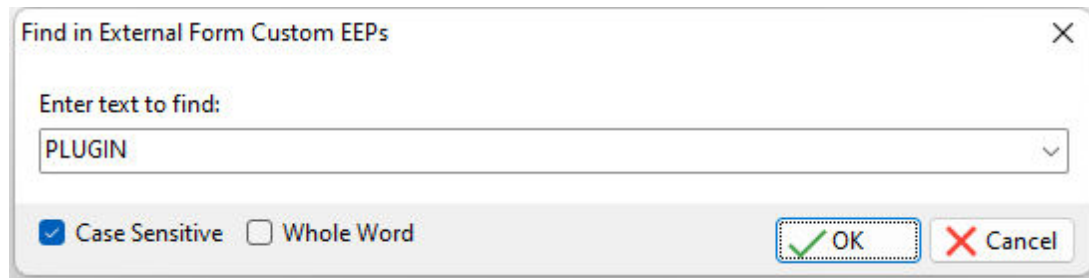 Find in External Form Custom EEPs
Enter text to find:
PLUGIN
Case Sensitive Whole Word OK Cancel